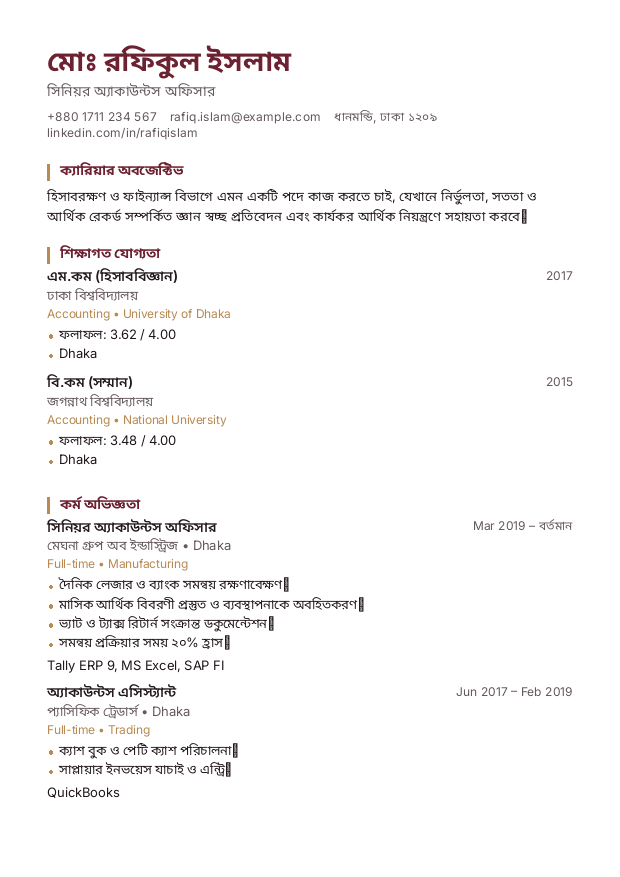 মোঃ রফিকুল ইসলাম
সিনিয়র অ্যাকাউন্টস অফিসার
+880 1711 234 567 rafiq.islam@example.com ধানমন্ডি, ঢাকা ১২০৯
linkedin.com/in/rafiqislam
ক্যারিয়ার অবজেক্টিভ
হিসাবরক্ষণ ও ফাইন্যান্স বিভাগে এমন একটি পদে কাজ করতে চাই, যেখানে নির্ভুলতা, সততা ও
আর্থিক রেকর্ড সম্পর্কিত জ্ঞান স্বচ্ছ প্রতিবেদন এবং কার্যকর আর্থিক নিয়ন্ত্রণে সহায়তা করবে
শিক্ষাগত যোগ্যতা
এম.কম (হিসাববিজ্ঞান) 2017
ঢাকা বিশ্ববিদ্যালয়
Accounting • University of Dhaka
• ফলাফল: 3.62 / 4.00
• Dhaka
বি.কম (সম্মান) 2015
জগন্নাথ বিশ্ববিদ্যালয়
Accounting • National University
• ফলাফল: 3.48 / 4.00
• Dhaka
কর্ম অভিজ্ঞতা
সিনিয়র অ্যাকাউন্টস অফিসার Mar 2019 – বর্তমান
মেঘনা গ্রুপ অব ইন্ডাস্ট্রিজ • Dhaka
Full-time • Manufacturing
• দৈনিক লেজার ও ব্যাংক সমন্বয় রক্ষণাবেক্ষণ
• মাসিক আর্থিক বিবরণী প্রস্তুত ও ব্যবস্থাপনাকে অবহিতকরণ
• ভ্যাট ও ট্যাক্স রিটার্ন সংক্রান্ত ডকুমেন্টেশন
• সমন্বয় প্রক্রিয়ার সময় ২০% হ্রাস
Tally ERP 9, MS Excel, SAP FI
অ্যাকাউন্টস এসিস্ট্যান্ট Jun 2017 – Feb 2019
প্যাসিফিক ট্রেডার্স • Dhaka
Full-time • Trading
• ক্যাশ বুক ও পেটি ক্যাশ পরিচালনা
• সাপ্লায়ার ইনভয়েস যাচাই ও এন্ট্রি
QuickBooks